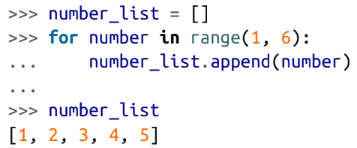 >>> number_list = []
>>> for number in range(1, 6):
...     number_list.append(number)
...
>>> number_list
[1, 2, 3, 4, 5]